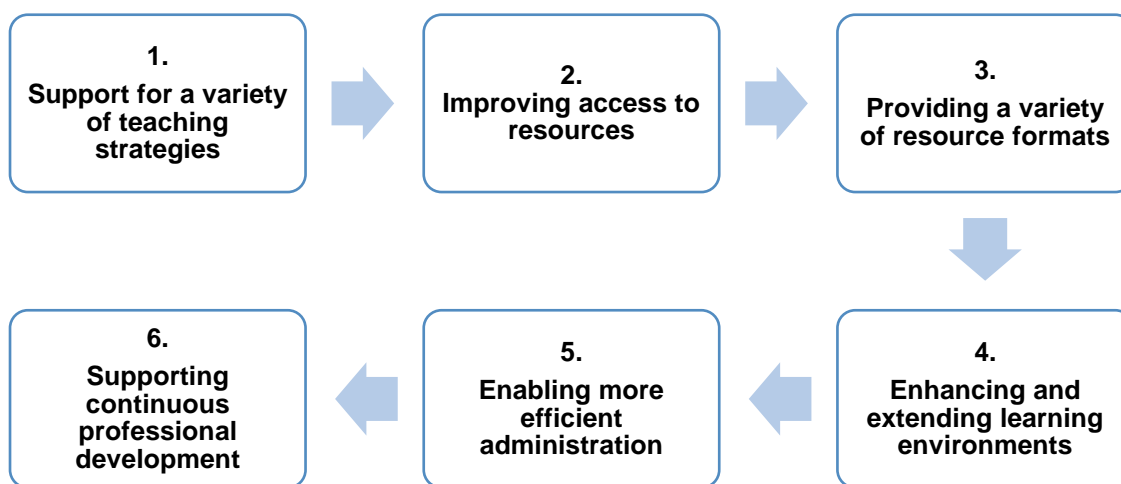 1.
Support for a variety
of teaching
strategies
2.
Improving access to
resources
3.
Providing a variety
of resource formats
4.
Enhancing and
extending learning
environments
5.
Enabling more
efficient
administration
6.
Supporting
continuous
professional
development